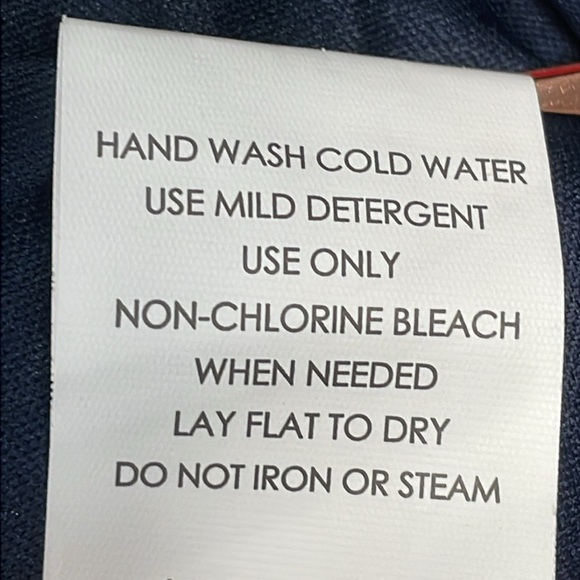 HAND WASH COLD WATER
USE MILD DETERGENT
USE ONLY
NON-CHLORINE BLEACH
WHEN NEEDED
LAY FLAT TO DRY
DO NOT IRON OR STEAM